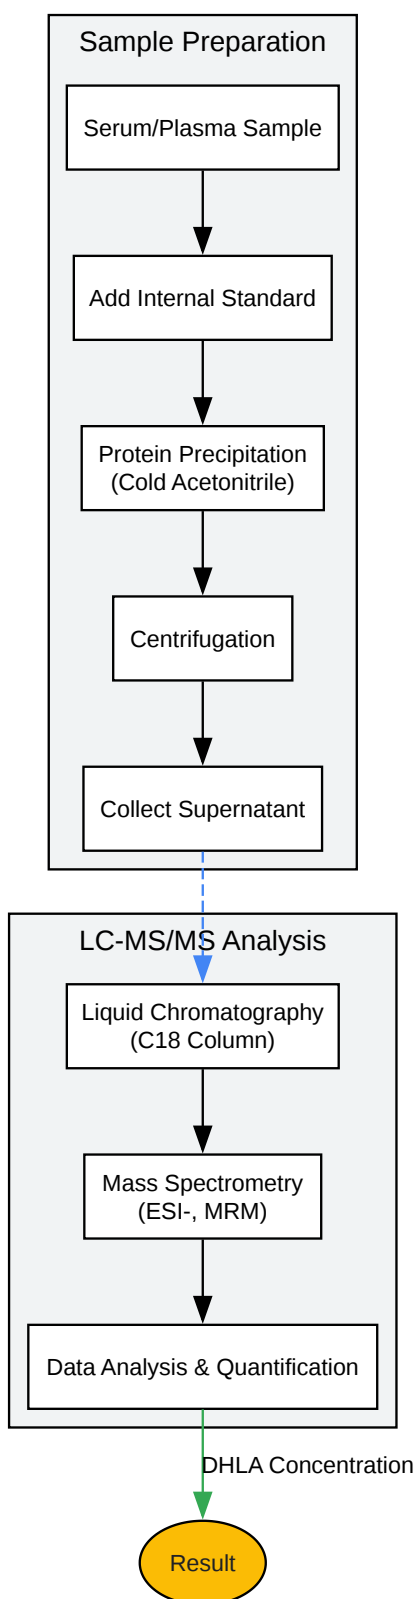 Sample Preparation
Serum/Plasma Sample
Add Internal Standard
Protein Precipitation
(Cold Acetonitrile)
Centrifugation
Collect Supernatant
LC-MS/MS Analysis
Liquid Chromatography
(C18 Column)
Mass Spectrometry
(ESI-, MRM)
Data Analysis & Quantification
DHLA Concentration
Result